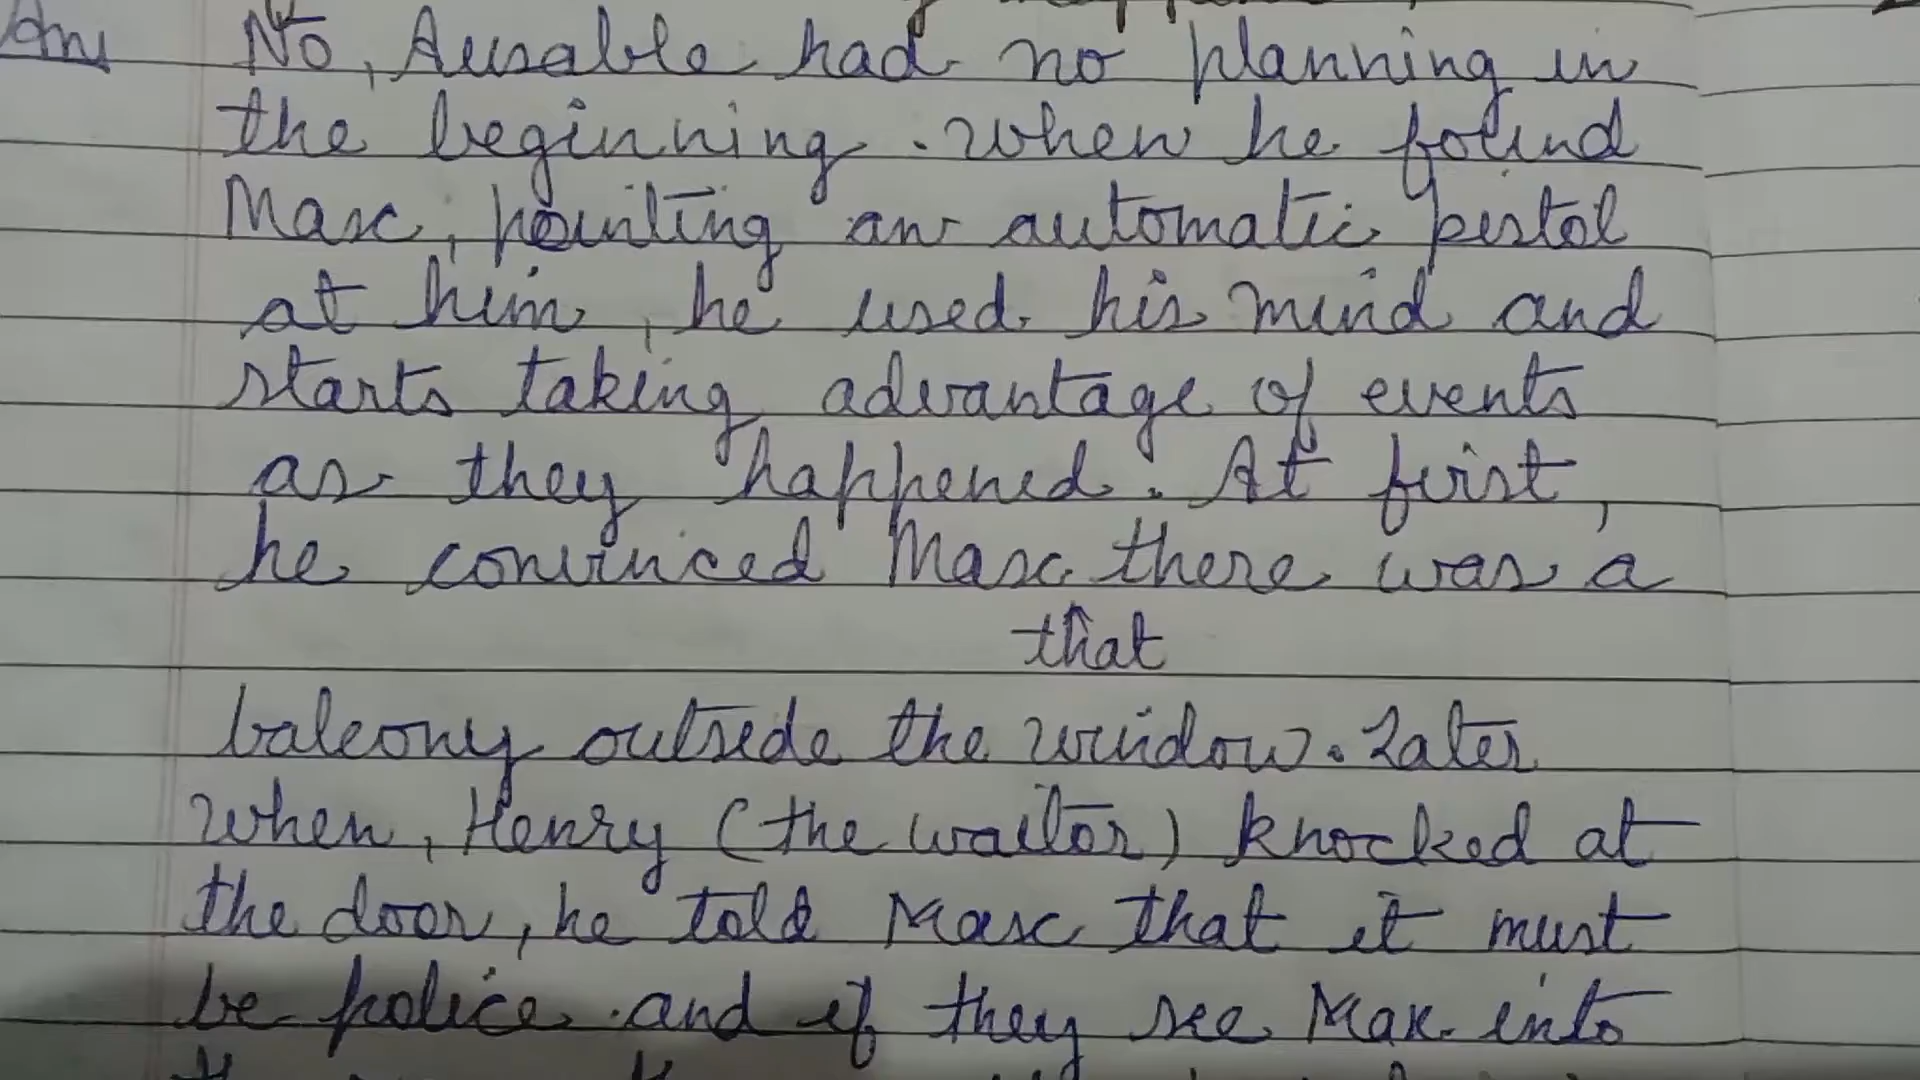 Ans No, Ausable had no planning in
the beginning. When he found
Max, pointing an automatic pistol
at him, he used his mind and
starts taking advantage of events
as they happened. At first,
he convinced Max there was a
that
balcony outside the window. Later
when, Henry (the waitor) knocked at
the door, he told Max that it must
be police and if they see Max into